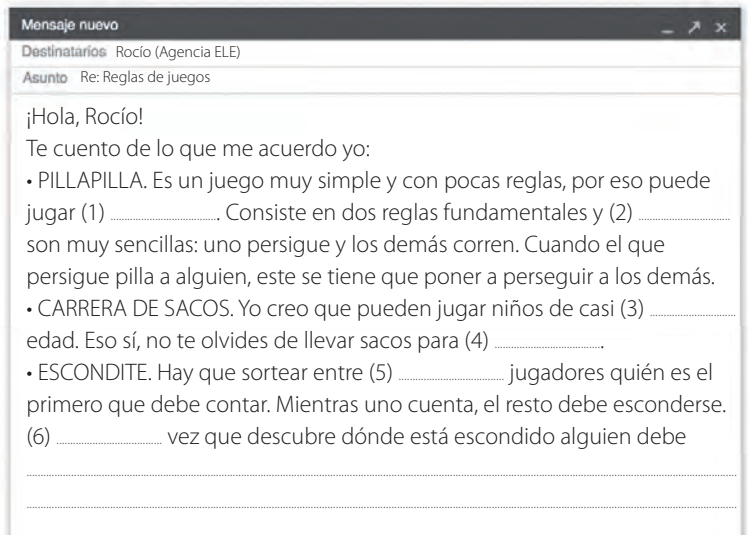 Mensaje nuevo
Destinatarios Rocío (Agencia ELE)
Asunto Re: Reglas de juegos
¡Hola, Rocío!
Te cuento de lo que me acuerdo yo:
• PILLAPILLA. Es un juego muy simple y con pocas reglas, por eso puede
jugar (1) ........................... Consiste en dos reglas fundamentales y (2) ..........................
son muy sencillas: uno persigue y los demás corren. Cuando el que
persigue pilla a alguien, este se tiene que poner a perseguir a los demás.
• CARRERA DE SACOS. Yo creo que pueden jugar niños de casi (3) ..........................
edad. Eso sí, no te olvides de llevar sacos para (4) ...........................
• ESCONDITE. Hay que sortear entre (5) .......................... jugadores quién es el
primero que debe contar. Mientras uno cuenta, el resto debe esconderse.
(6) .......................... vez que descubre dónde está escondido alguien debe